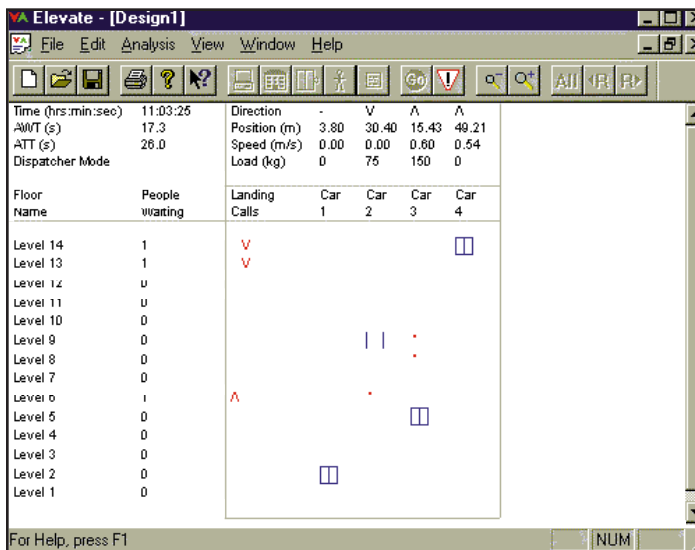 Elevate - [Design1]
File Edit Analysis View Window Help
Go All R R
Time (hrs:min:sec) 11:03:25 Direction - V Λ Λ
AWT (s) 17.3 Position (m) 3.80 30.40 15.43 49.21
ATT (s) 26.0 Speed (m/s) 0.00 0.00 0.60 0.54
Dispatcher Mode Load (kg) 0 75 150 0
Floor People Landing Car Car Car Car
Name Waiting Calls 1 2 3 4
Level 14 1 V
Level 13 1 V
Level 12 0
Level 11 0
Level 10 0
Level 9 0
Level 8 0
Level 7 0
Level 6 1 Λ
Level 5 0
Level 4 0
Level 3 0
Level 2 0
Level 1 0
For Help, press F1 NUM